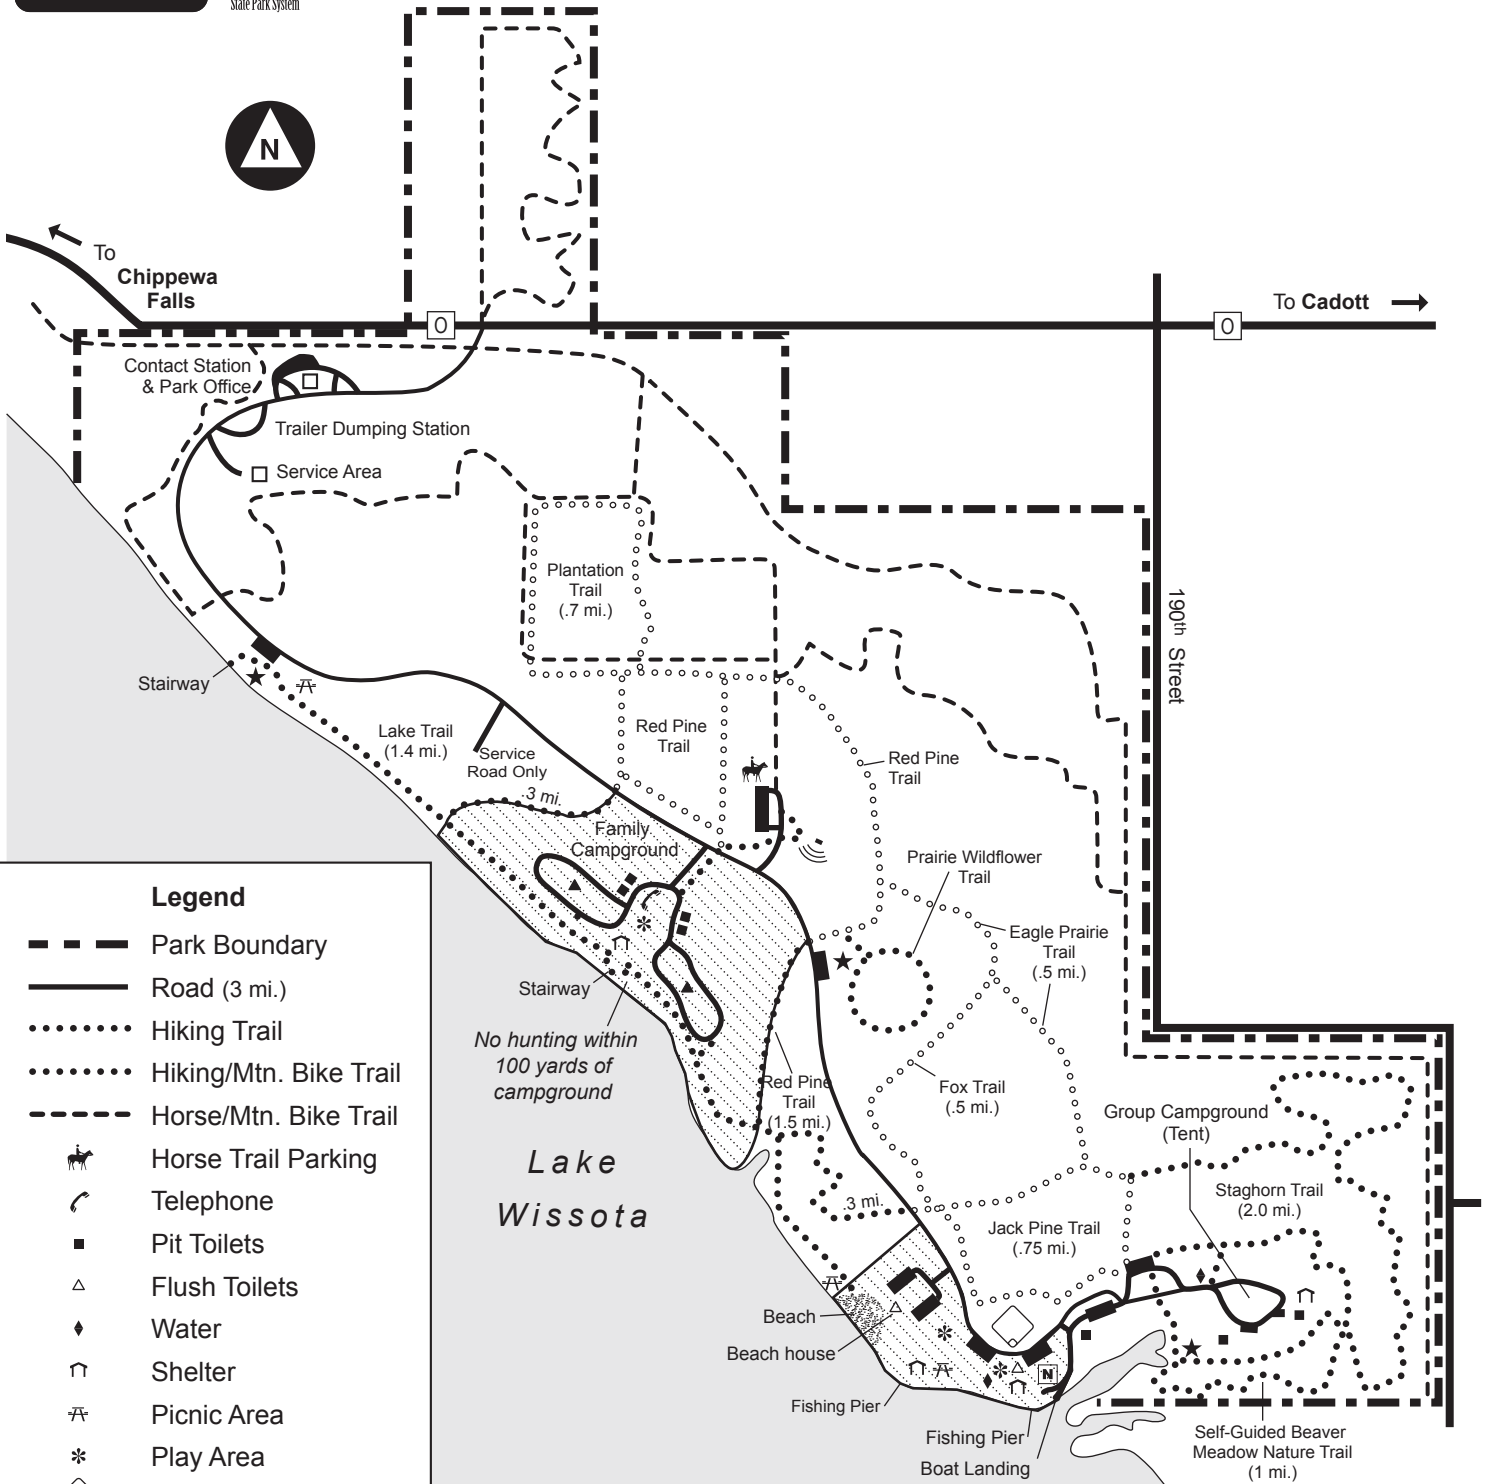 State Park System
N
To
Chippewa
Falls
O
O
To Cadott
Contact Station
& Park Office
Trailer Dumping Station
Service Area
Plantation
Trail
(.7 mi.)
190th Street
Stairway
Lake Trail
(1.4 mi.)
Service
Road Only
.3 mi.
Red Pine
Trail
Red Pine
Trail
Family
Campground
Prairie Wildflower
Trail
Eagle Prairie
Trail
(.5 mi.)
Stairway
No hunting within
100 yards of
campground
Red Pine
Trail
(1.5 mi.)
Fox Trail
(.5 mi.)
Group Campground
(Tent)
Lake
Wissota
.3 mi.
Staghorn Trail
(2.0 mi.)
Jack Pine Trail
(.75 mi.)
Beach
Beach house
N
Fishing Pier
Fishing Pier
Boat Landing
Self-Guided Beaver
Meadow Nature Trail
(1 mi.)
Legend
Park Boundary
Road (3 mi.)
Hiking Trail
Hiking/Mtn. Bike Trail
Horse/Mtn. Bike Trail
Horse Trail Parking
Telephone
Pit Toilets
Flush Toilets
Water
Shelter
Picnic Area
Play Area